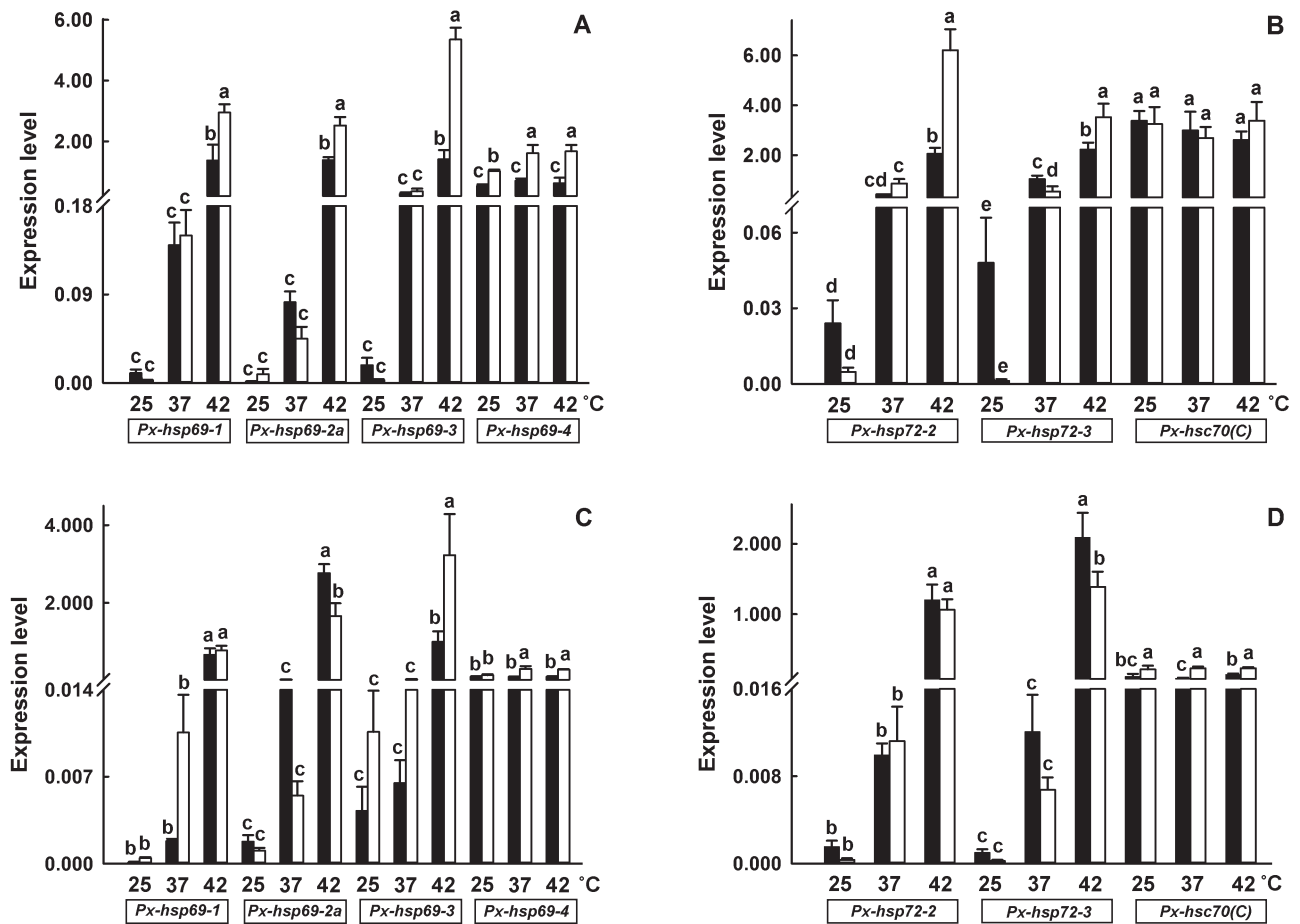 A
Expression level
6.00
4.00
2.00
0.18
0.09
0.00
c c c c b a
c c c c b a
c c c c b a
c b c a c a
25 37 42 25 37 42 25 37 42 25 37 42 °C
Px-hsp69-1 Px-hsp69-2a Px-hsp69-3 Px-hsp69-4
B
Expression level
6.00
4.00
2.00
0.06
0.03
0.00
d d cd c b a
e e c d b a
a a a a a a
25 37 42 25 37 42 25 37 42 °C
Px-hsp72-2 Px-hsp72-3 Px-hsc70(C)
C
Expression level
4.000
2.000
0.014
0.007
0.000
b b b b a a
c c c c a b
c c c c b a
b b b a b a
25 37 42 25 37 42 25 37 42 25 37 42 °C
Px-hsp69-1 Px-hsp69-2a Px-hsp69-3 Px-hsp69-4
D
Expression level
2.000
1.000
0.016
0.008
0.000
b b b b a a
c c c c a b
bc a c a b a
25 37 42 25 37 42 25 37 42 °C
Px-hsp72-2 Px-hsp72-3 Px-hsc70(C)